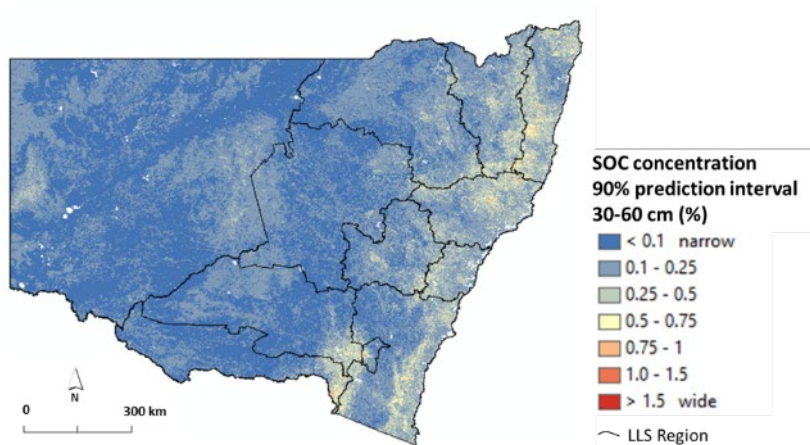 SOC concentration
90% prediction interval
30-60 cm (%)
< 0.1 narrow
0.1 - 0.25
0.25 - 0.5
0.5 - 0.75
0.75 - 1
1.0 - 1.5
> 1.5 wide
LLS Region
N
0 300 km